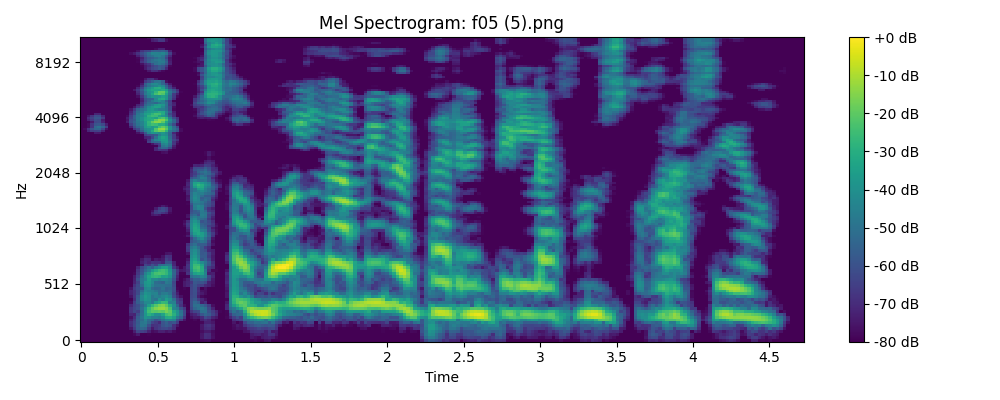 Mel Spectrogram: f05 (5).png
+0 dB
8192
-10 dB
4096
-20 dB
-30 dB
2048
Hz
-40 dB
1024
-50 dB
-60 dB
512
-70 dB
0
-80 dB
0 0.5 1 1.5 2 2.5 3 3.5 4 4.5
Time